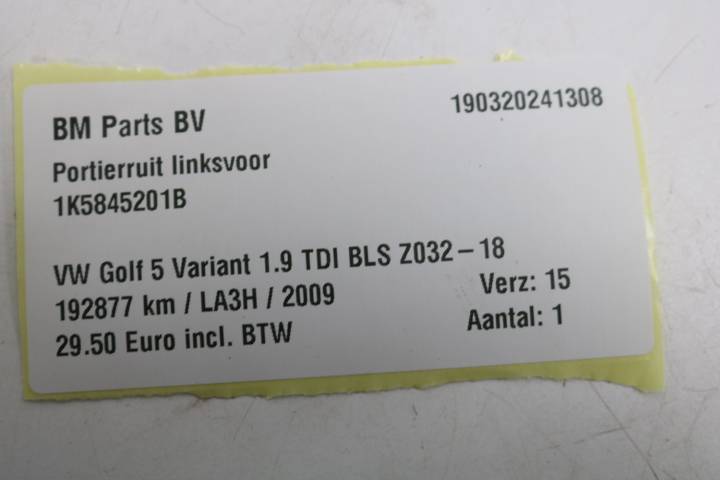 BM Parts BV 190320241308
Portierruit linksvoor
1K5845201B
VW Golf 5 Variant 1.9 TDI BLS Z032-18
192877 km / LA3H / 2009 Verz: 15
29.50 Euro incl. BTW Aantal: 1